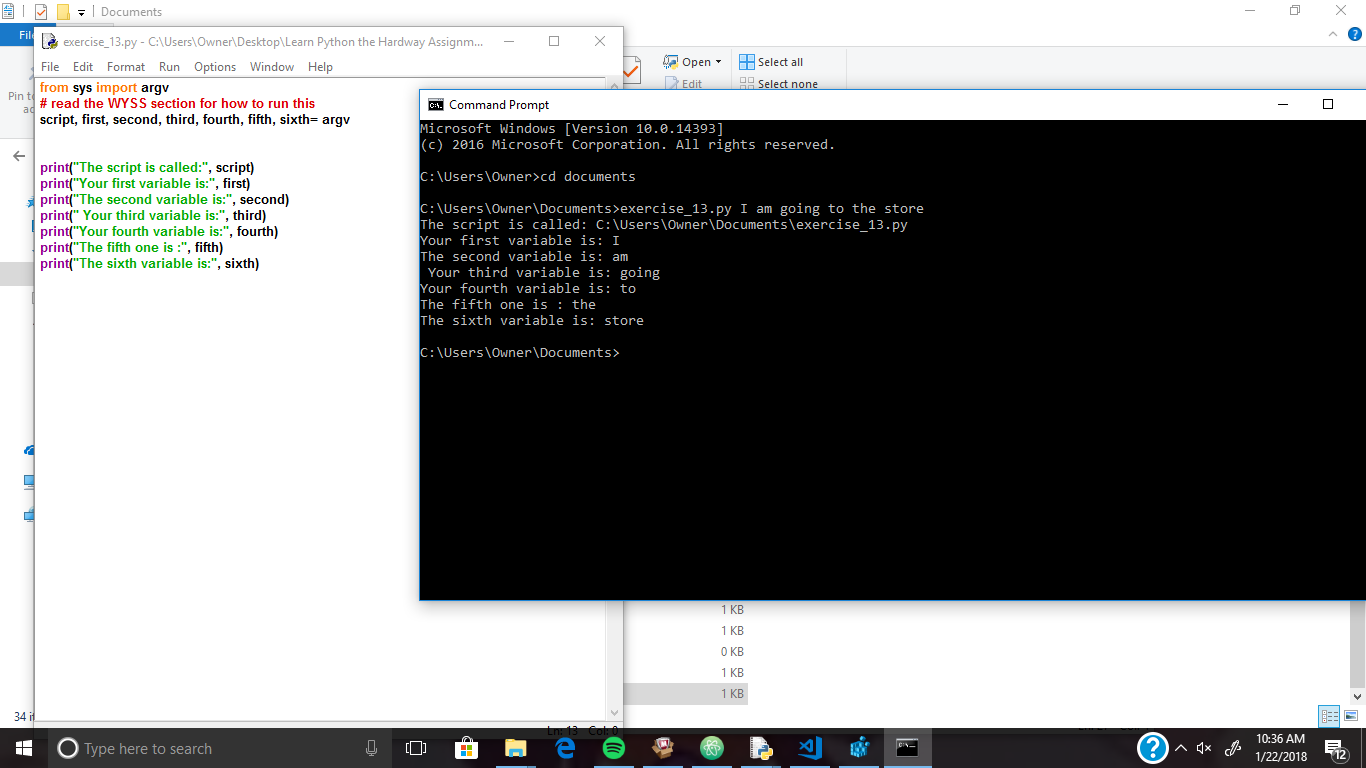 Documents
File
exercise_13.py - C:\Users\Owner\Desktop\Learn Python the Hardway Assignm...
File Edit Format Run Options Window Help
from sys import argv
# read the WYSS section for how to run this
script, first, second, third, fourth, fifth, sixth= argv
print("The script is called:", script)
print("Your first variable is:", first)
print("The second variable is:", second)
print(" Your third variable is:", third)
print("Your fourth variable is:", fourth)
print("The fifth one is :", fifth)
print("The sixth variable is:", sixth)
Pin to
Open
Edit
Select all
Select none
Command Prompt
Microsoft Windows [Version 10.0.14393]
(c) 2016 Microsoft Corporation. All rights reserved.
C:\Users\Owner>cd documents
C:\Users\Owner\Documents>exercise_13.py I am going to the store
The script is called: C:\Users\Owner\Documents\exercise_13.py
Your first variable is: I
The second variable is: am
 Your third variable is: going
Your fourth variable is: to
The fifth one is : the
The sixth variable is: store
C:\Users\Owner\Documents>
1 KB
1 KB
0 KB
1 KB
1 KB
34
Ln: 13 Col: 0
Type here to search
10:36 AM
1/22/2018
12